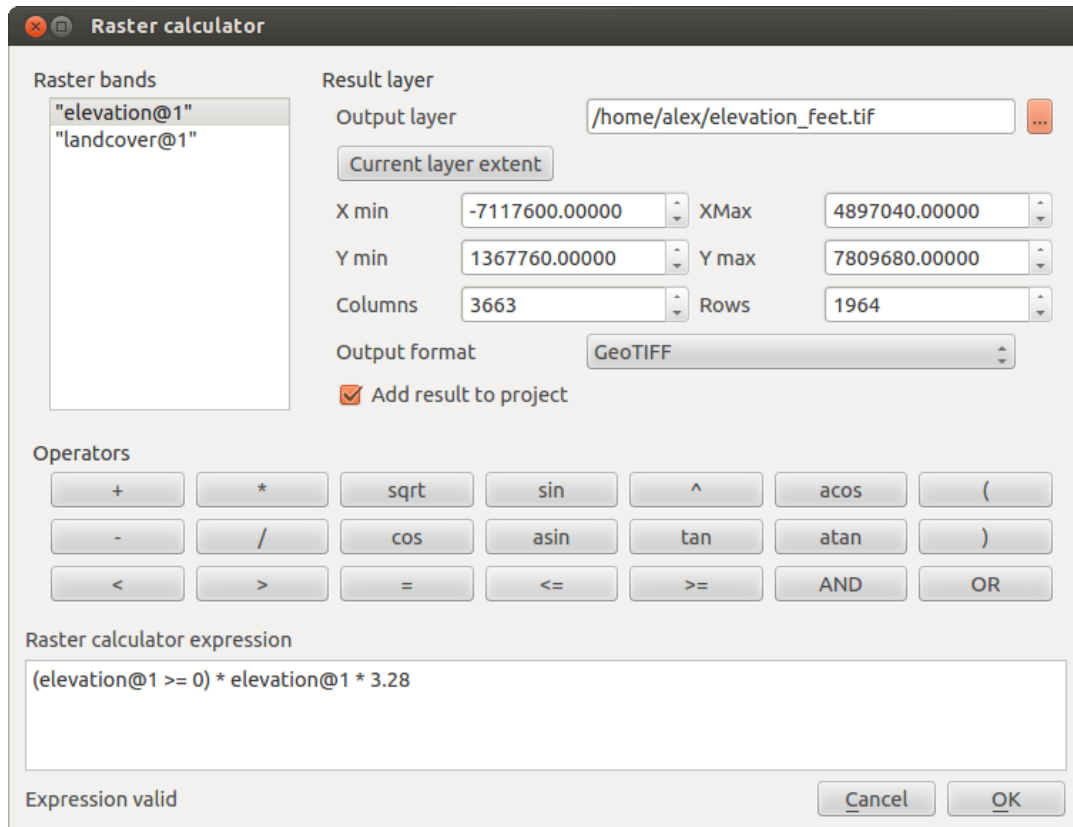 Raster calculator
Raster bands
"elevation@1"
"landcover@1"
Result layer
Output layer /home/alex/elevation_feet.tif ...
Current layer extent
X min -7117600.00000 XMax 4897040.00000
Y min 1367760.00000 Y max 7809680.00000
Columns 3663 Rows 1964
Output format GeoTIFF
Add result to project
Operators
+ * sqrt sin ^ acos (
- / cos asin tan atan )
< > = <= >= AND OR
Raster calculator expression
(elevation@1 >= 0) * elevation@1 * 3.28
Expression valid Cancel OK